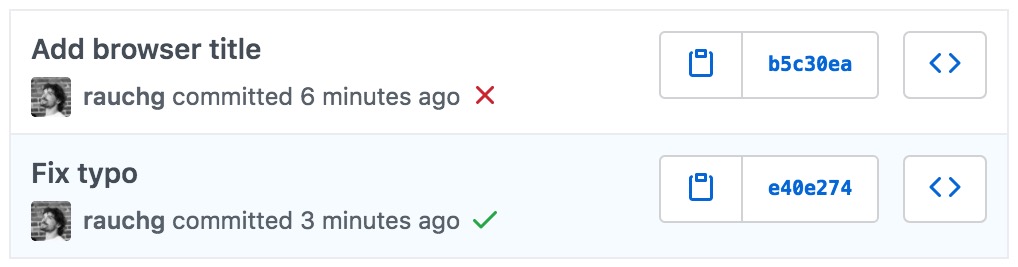 Add browser title
rauchg committed 6 minutes ago
b5c30ea
Fix typo
rauchg committed 3 minutes ago
e40e274